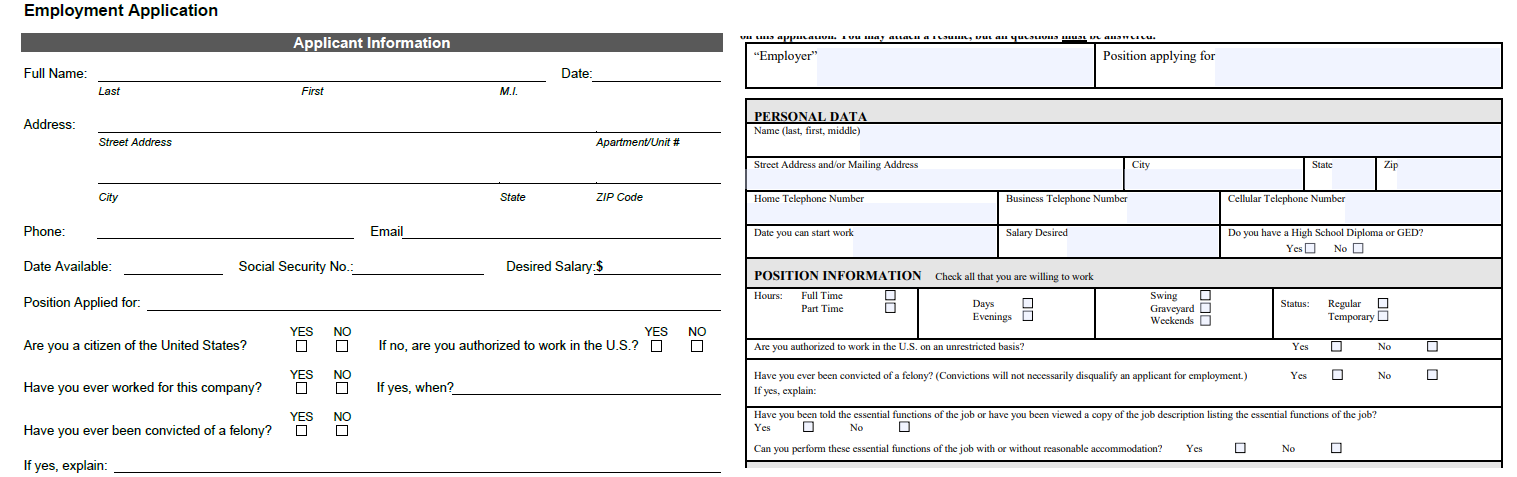 Employment Application
Applicant Information
Full Name: Date:
Last First M.I.
Address:
Street Address Apartment/Unit #
City State ZIP Code
Phone: Email
Date Available: Social Security No.: Desired Salary:$
Position Applied for:
YES NO YES NO
Are you a citizen of the United States? If no, are you authorized to work in the U.S.?
YES NO
Have you ever worked for this company? If yes, when?
YES NO
Have you ever been convicted of a felony?
If yes, explain:
on this application. You may attach a resume, but all questions must be answered.
“Employer” Position applying for
PERSONAL DATA
Name (last, first, middle)
Street Address and/or Mailing Address City State Zip
Home Telephone Number Business Telephone Number Cellular Telephone Number
Date you can start work Salary Desired Do you have a High School Diploma or GED?
Yes No
POSITION INFORMATION Check all that you are willing to work
Hours: Full Time Days Swing Status: Regular
Part Time Evenings Graveyard Temporary
Weekends
Are you authorized to work in the U.S. on an unrestricted basis? Yes No
Have you ever been convicted of a felony? (Convictions will not necessarily disqualify an applicant for employment.) Yes No
If yes, explain:
Have you been told the essential functions of the job or have you been viewed a copy of the job description listing the essential functions of the job?
Yes No
Can you perform these essential functions of the job with or without reasonable accommodation? Yes No